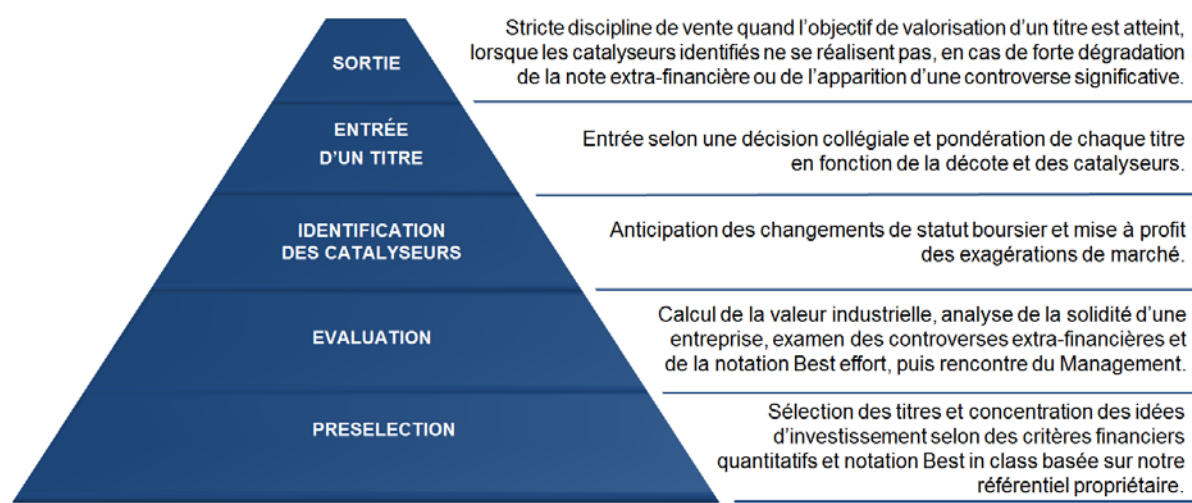 SORTIE
Stricte discipline de vente quand l’objectif de valorisation d’un titre est atteint,
lorsque les catalyseurs identifiés ne se réalisent pas, en cas de forte dégradation
de la note extra-financière ou de l’apparition d’une controverse significative.
ENTRÉE
D’UN TITRE
Entrée selon une décision collégiale et pondération de chaque titre
en fonction de la décote et des catalyseurs.
IDENTIFICATION
DES CATALYSEURS
Anticipation des changements de statut boursier et mise à profit
des exagérations de marché.
EVALUATION
Calcul de la valeur industrielle, analyse de la solidité d’une
entreprise, examen des controverses extra-financières et
de la notation Best effort, puis rencontre du Management.
PRESELECTION
Sélection des titres et concentration des idées
d’investissement selon des critères financiers
quantitatifs et notation Best in class basée sur notre
référentiel propriétaire.